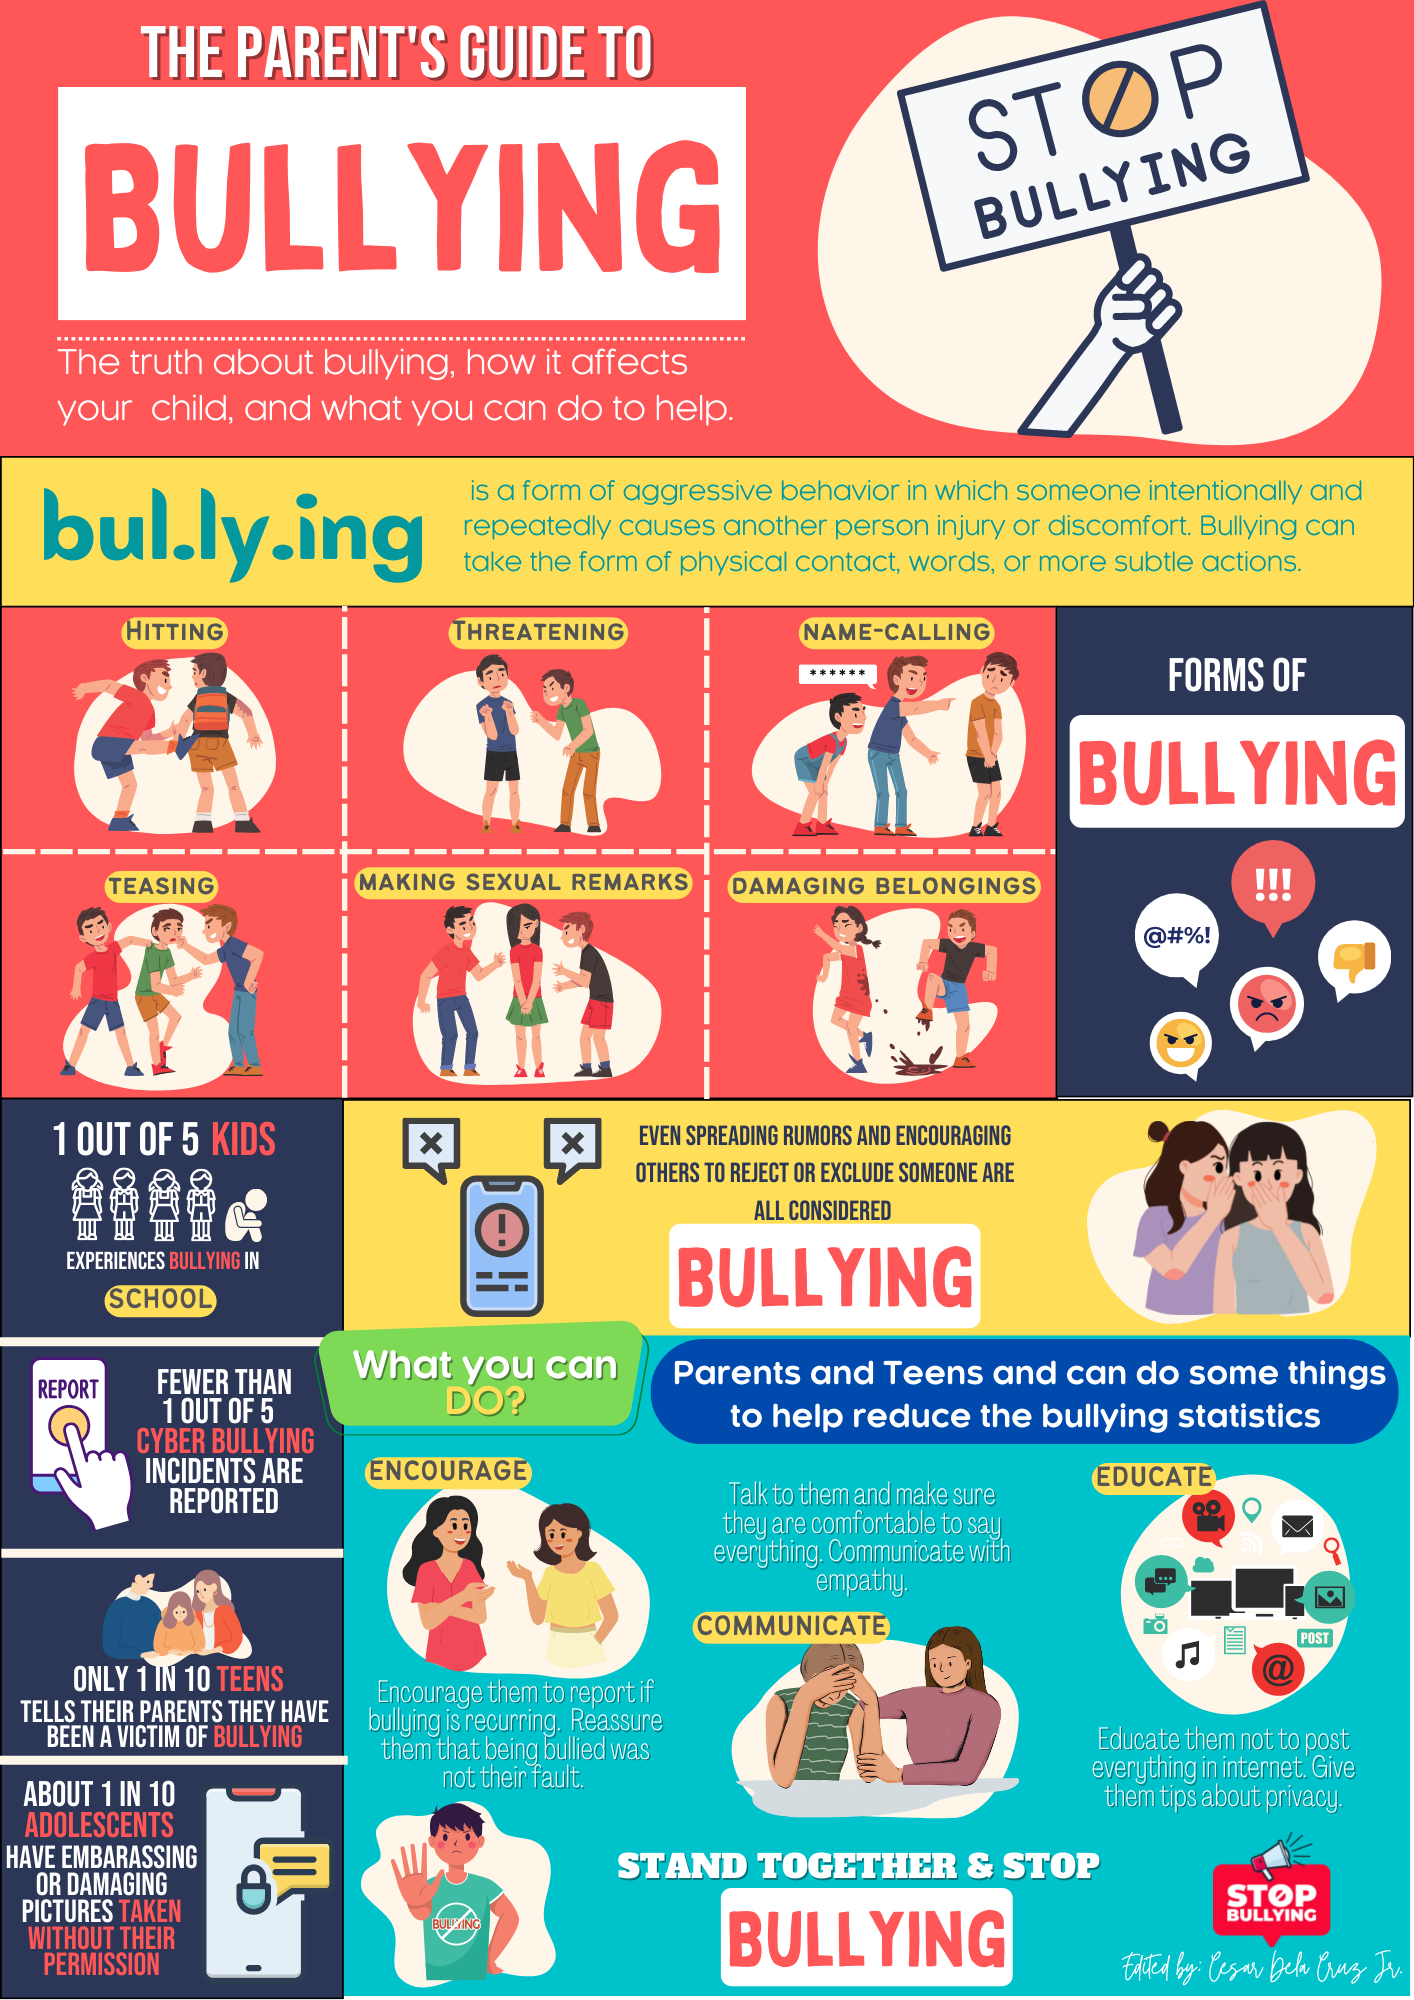 THE PARENT'S GUIDE TO
BULLYING
The truth about bullying, how it affects
your child, and what you can do to help.
STOP
BULLYING
bul.ly.ing
is a form of aggressive behavior in which someone intentionally and
repeatedly causes another person injury or discomfort. Bullying can
take the form of physical contact, words, or more subtle actions.
HITTING
THREATENING
NAME-CALLING
******
TEASING
MAKING SEXUAL REMARKS
DAMAGING BELONGINGS
FORMS OF
BULLYING
!!!
@#%!
1 OUT OF 5 KIDS
EXPERIENCES BULLYING IN
SCHOOL
EVEN SPREADING RUMORS AND ENCOURAGING
OTHERS TO REJECT OR EXCLUDE SOMEONE ARE
ALL CONSIDERED
BULLYING
REPORT
FEWER THAN
1 OUT OF 5
CYBER BULLYING
INCIDENTS ARE
REPORTED
ONLY 1 IN 10 TEENS
TELLS THEIR PARENTS THEY HAVE
BEEN A VICTIM OF BULLYING
ABOUT 1 IN 10
ADOLESCENTS
HAVE EMBARASSING
OR DAMAGING
PICTURES TAKEN
WITHOUT THEIR
PERMISSION
What you can
DO?
Parents and Teens and can do some things
to help reduce the bullying statistics
ENCOURAGE
Encourage them to report if
bullying is recurring. Reassure
them that being bullied was
not their fault.
Talk to them and make sure
they are comfortable to say
everything. Communicate with
empathy.
COMMUNICATE
EDUCATE
POST
@
Educate them not to post
everything in internet. Give
them tips about privacy.
BULLYING
STAND TOGETHER & STOP
BULLYING
STOP
BULLYING
Edited by: Cesar Dela Cruz Jr.